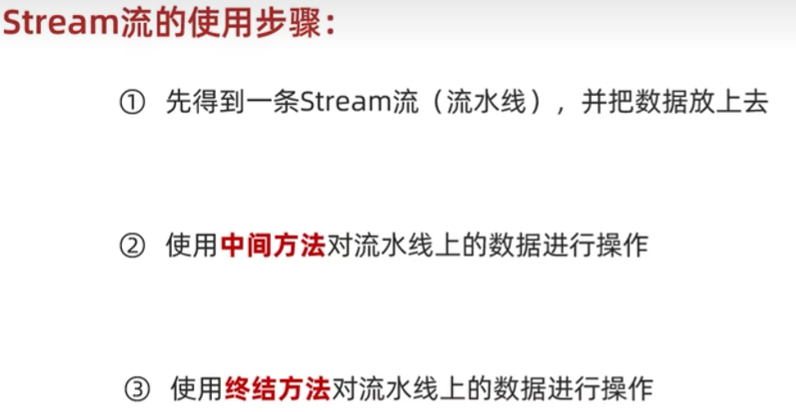 Stream流的使用步骤：
① 先得到一条Stream流（流水线），并把数据放上去
② 使用中间方法对流水线上的数据进行操作
③ 使用终结方法对流水线上的数据进行操作